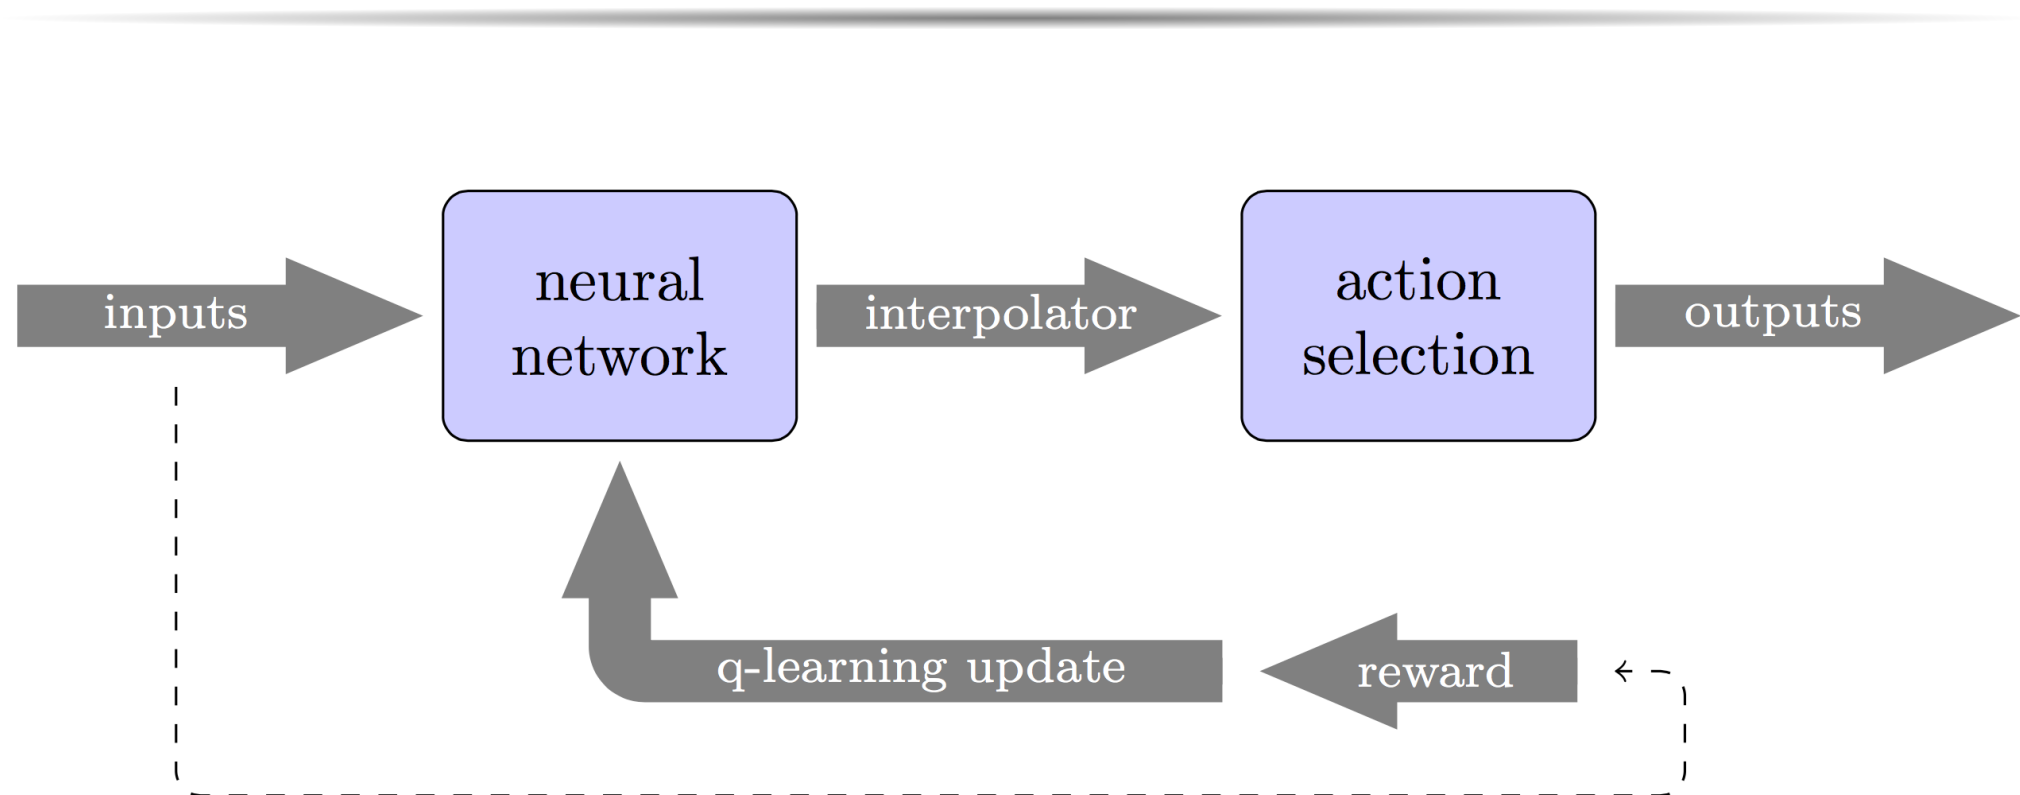 inputs
neural
network
interpolator
action
selection
outputs
q-learning update
reward